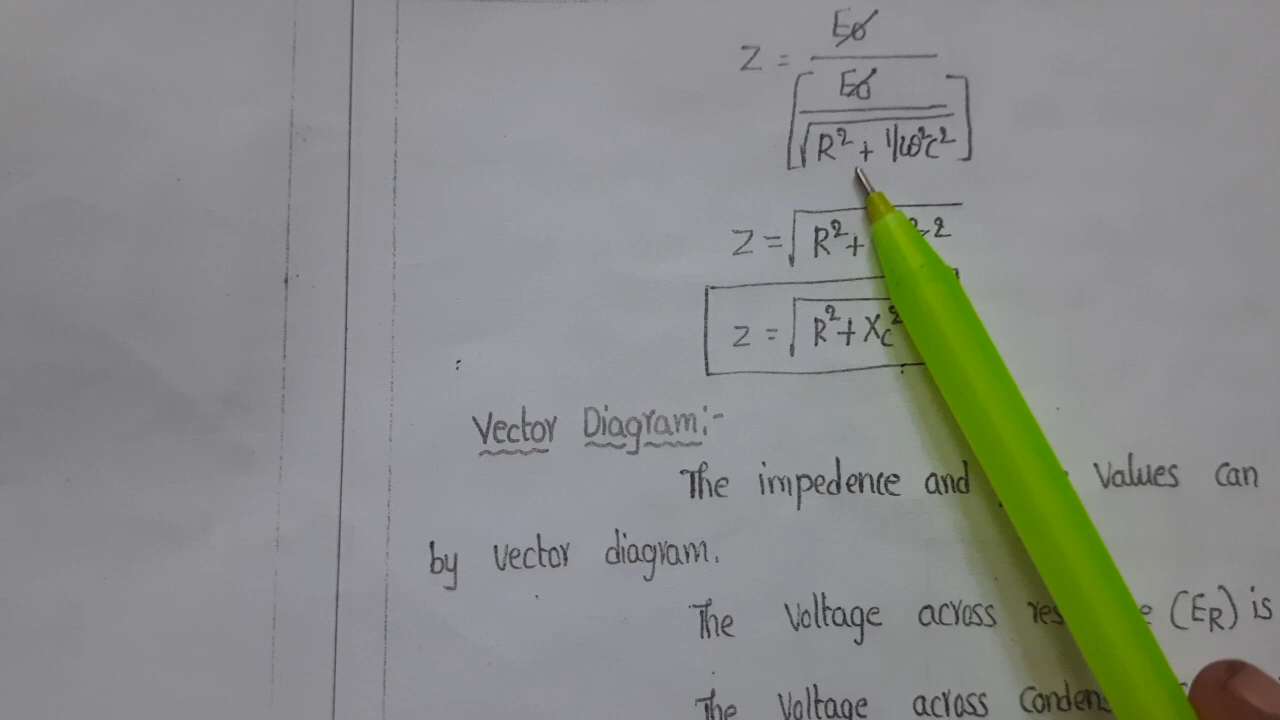 Z = E0
[E0
√R² + 1/ω²c²]
Z = √R² +
Z = √R² + Xc²
Vector Diagram:-
The impedence and values can
by vector diagram.
The Voltage across (ER) is
The Voltage across